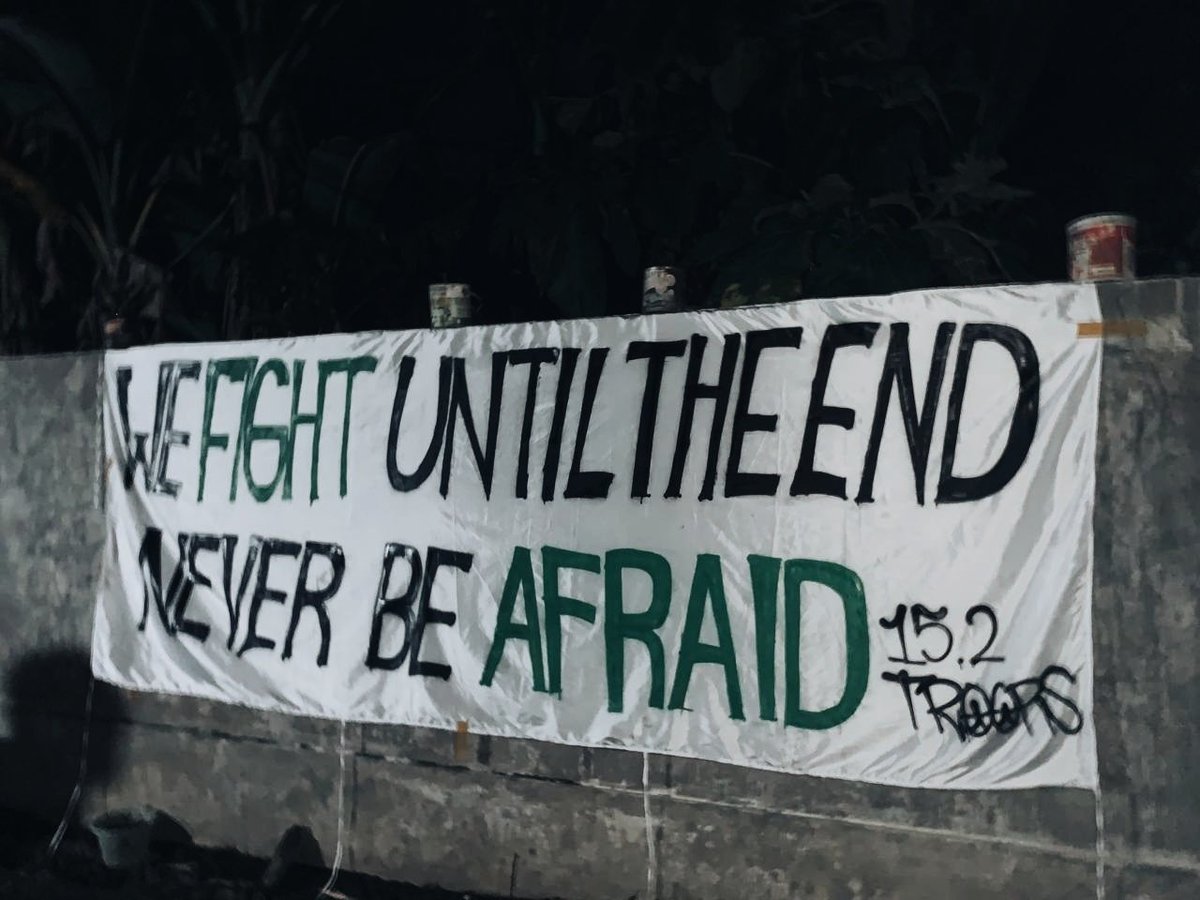 WE FIGHT UNTIL THE END
NEVER BE AFRAID
15.2
TROOPS